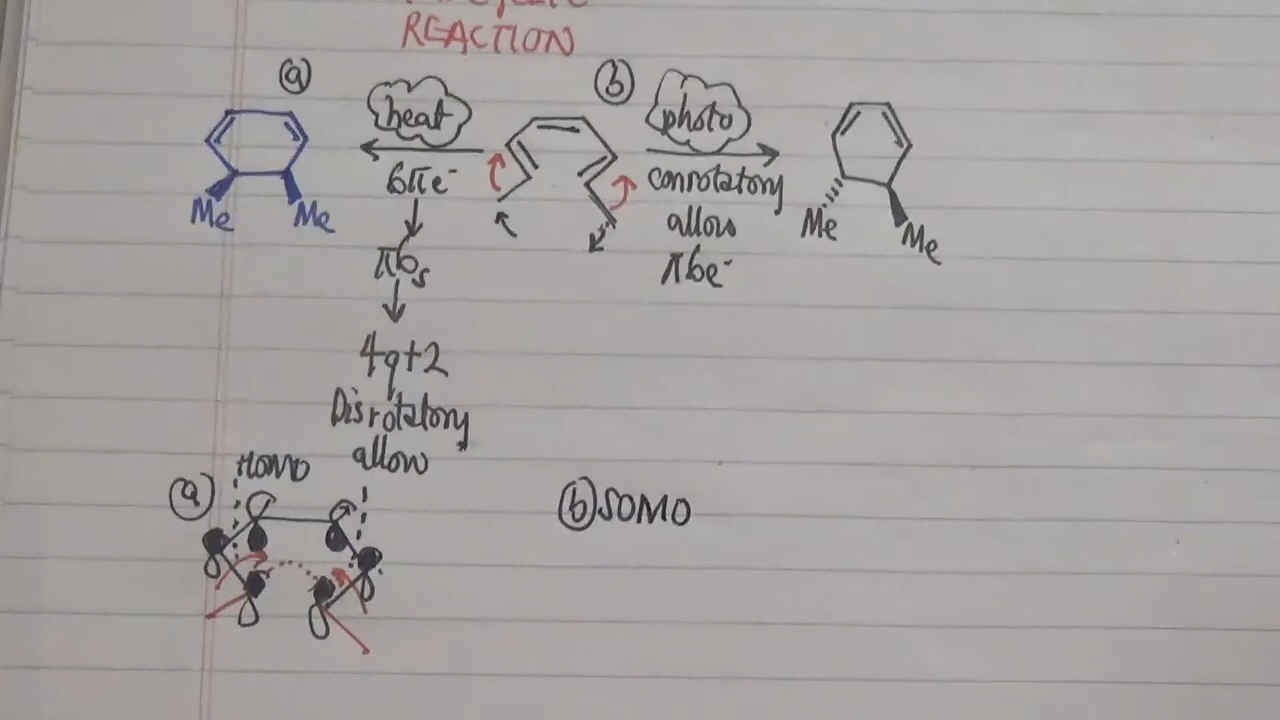 REACTION
(a)
heat
6πe-
π6s
4q+2
Disrotatory
allow
Me
Me
(b)
photo
conrotatory
allow
π6e-
Me
Me
HOMO
(a)
(b) SOMO